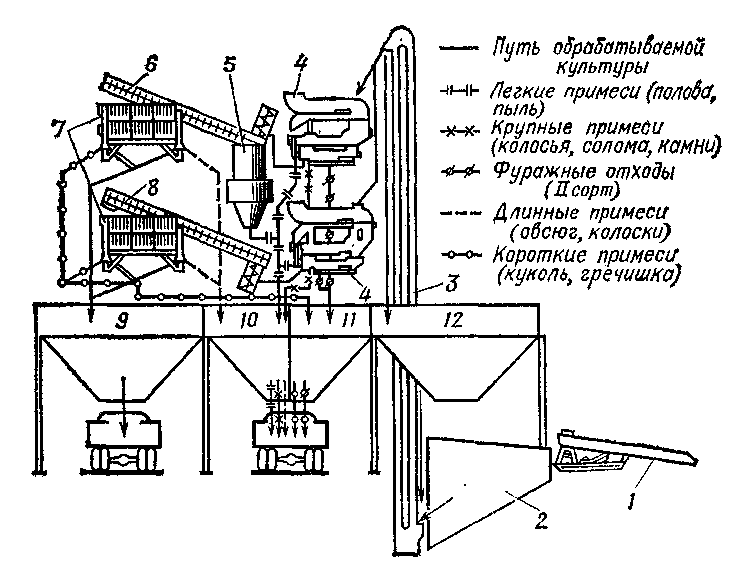 Путь обрабатываемой
культуры
Легкие примеси (полова,
пыль)
Крупные примеси
(колосья, солома, камни)
Фуражные отходы
(II сорт)
Длинные примеси
(овсюг, колоски)
Короткие примеси
(куколь, гречишка)
6
5
4
7
8
4
3
9
10
11
12
1
2